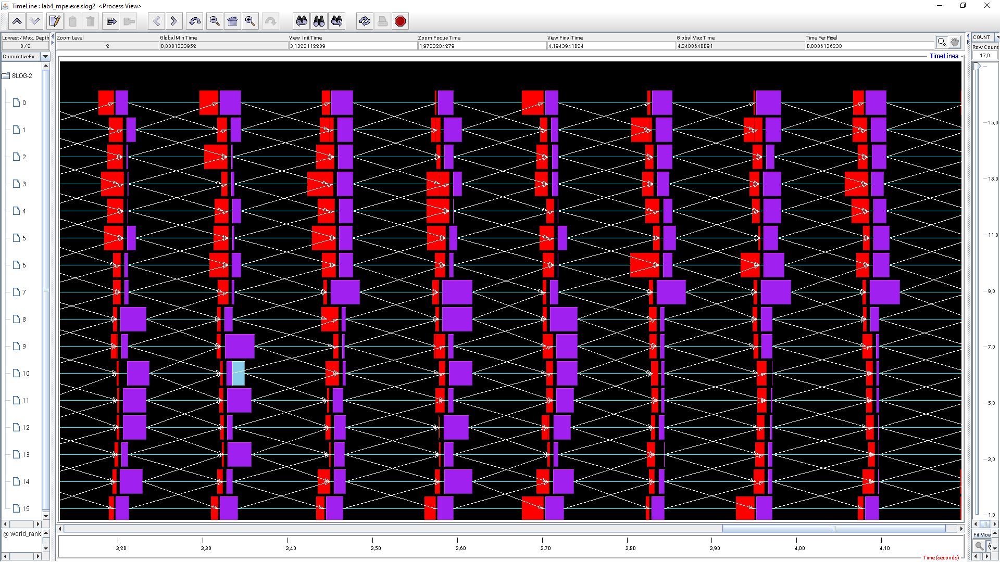 TimeLine : lab4_mpe.exe.slog2 <Process View>
Lowest / Max. Depth
0 / 2
Zoom Level
2
Global Min Time
0,0001333952
View Init Time
3,1322112289
Zoom Focus Time
1,9723204279
View Final Time
4,1943941024
Global Max Time
4,2488648891
Time Per Pixel
0,0006136238
COUNT
Row Count
17,0
CumulativeEx...
TimeLines
SLOG-2
0
1
2
3
4
5
6
7
8
9
10
11
12
13
14
15
15,0
13,0
11,0
9,0
7,0
5,0
3,0
1,0
@ world_rank
Fit Mos
3,20
3,30
3,40
3,50
3,60
3,70
3,80
3,90
4,00
4,10
Time (seconds)